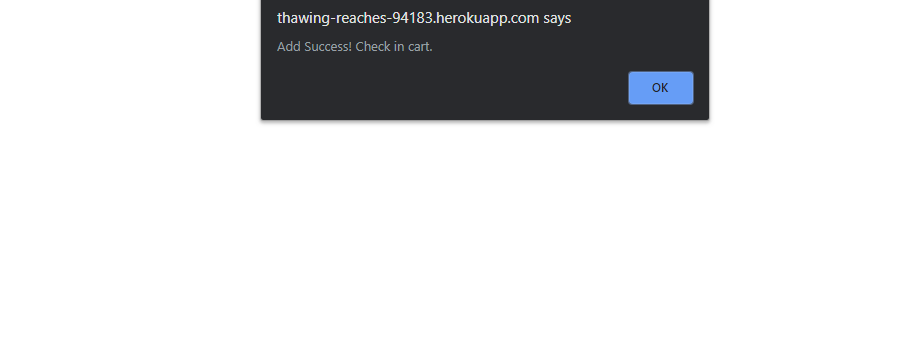 thawing-reaches-94183.herokuapp.com says
Add Success! Check in cart.
OK